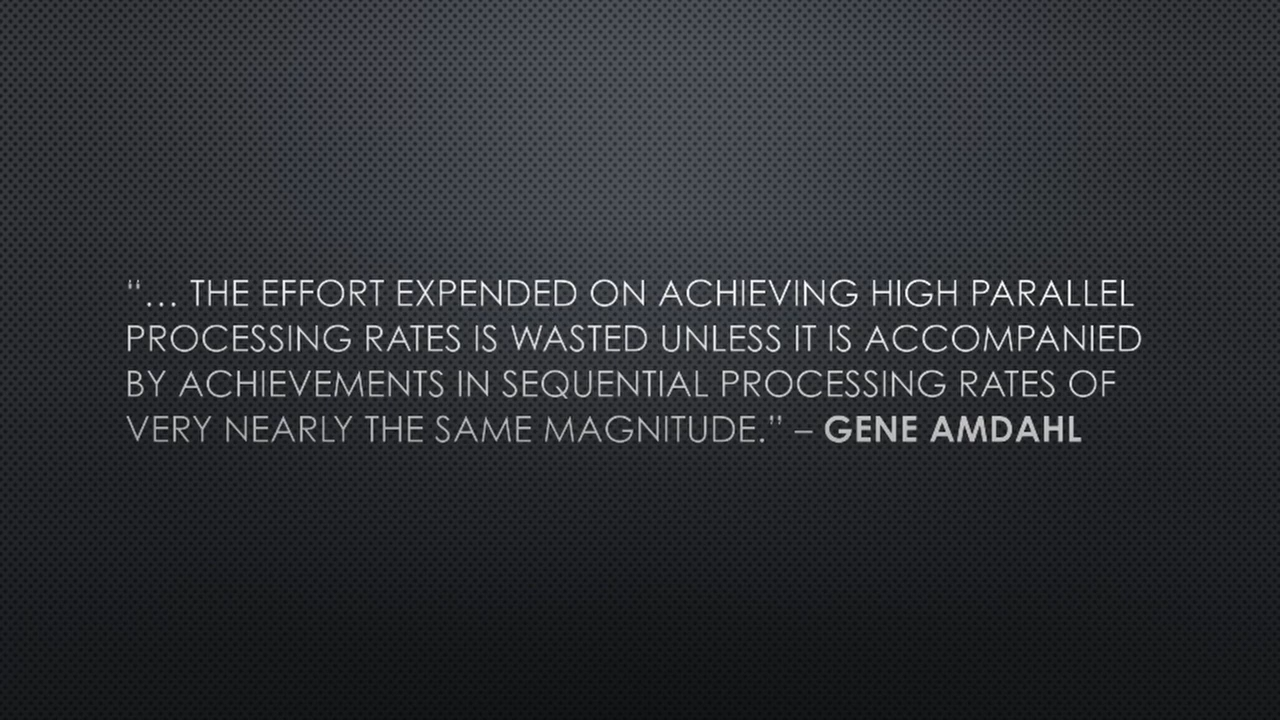 “… THE EFFORT EXPENDED ON ACHIEVING HIGH PARALLEL
PROCESSING RATES IS WASTED UNLESS IT IS ACCOMPANIED
BY ACHIEVEMENTS IN SEQUENTIAL PROCESSING RATES OF
VERY NEARLY THE SAME MAGNITUDE.” – GENE AMDAHL